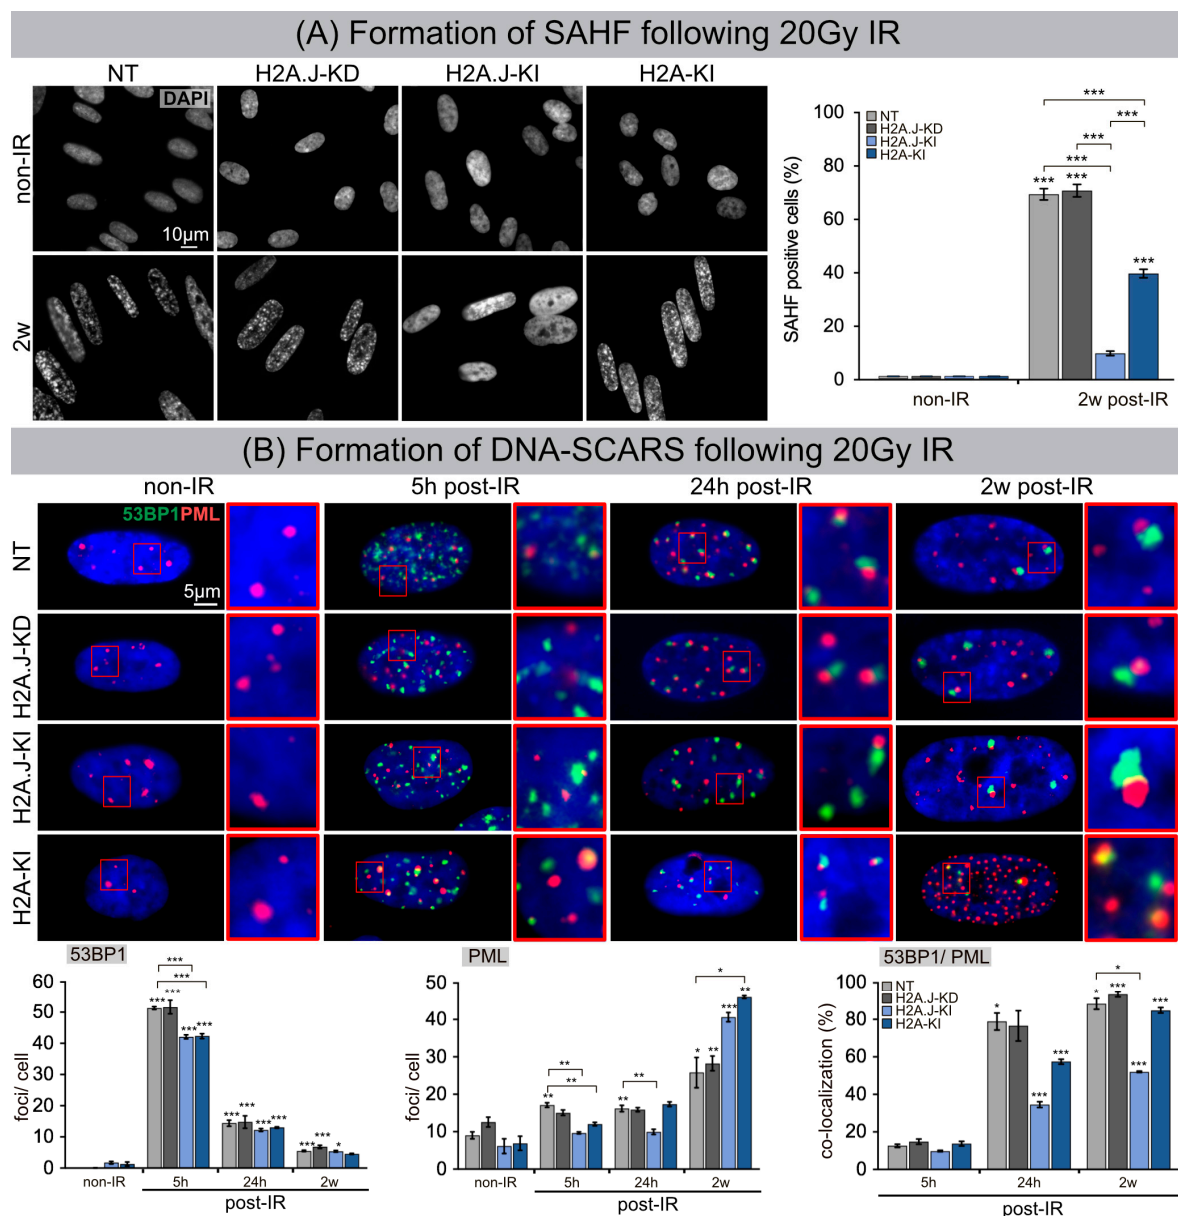 (A) Formation of SAHF following 20Gy IR
NT H2A.J-KD H2A.J-KI H2A-KI
DAPI
non-IR
10µm
2w
SAHF positive cells (%)
100
80
60
40
20
0
NT
H2A.J-KD
H2A.J-KI
H2A-KI
***
***
***
***
*** ***
***
non-IR 2w post-IR
(B) Formation of DNA-SCARS following 20Gy IR
non-IR 5h post-IR 24h post-IR 2w post-IR
53BP1PML
5µm
NT
H2A.J-KD
H2A.J-KI
H2A-KI
53BP1
foci/ cell
60
50
40
30
20
10
0
***
***
*** *** *** ***
*** *** *** ***
*** *** *
non-IR 5h 24h 2w
post-IR
PML
foci/ cell
50
40
30
20
10
0
**
**
**
**
**
*
* ** *** **
non-IR 5h 24h 2w
post-IR
53BP1/ PML
co-localization (%)
100
80
60
40
20
0
NT
H2A.J-KD
H2A.J-KI
H2A-KI
* *** ***
*
* *** *** ***
5h 24h 2w
post-IR